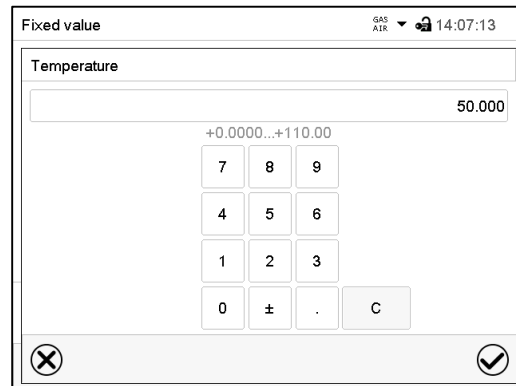 Fixed value
GAS
AIR
14:07:13
Temperature
50.000
+0.0000...+110.00
7 8 9
4 5 6
1 2 3
0 ± . C